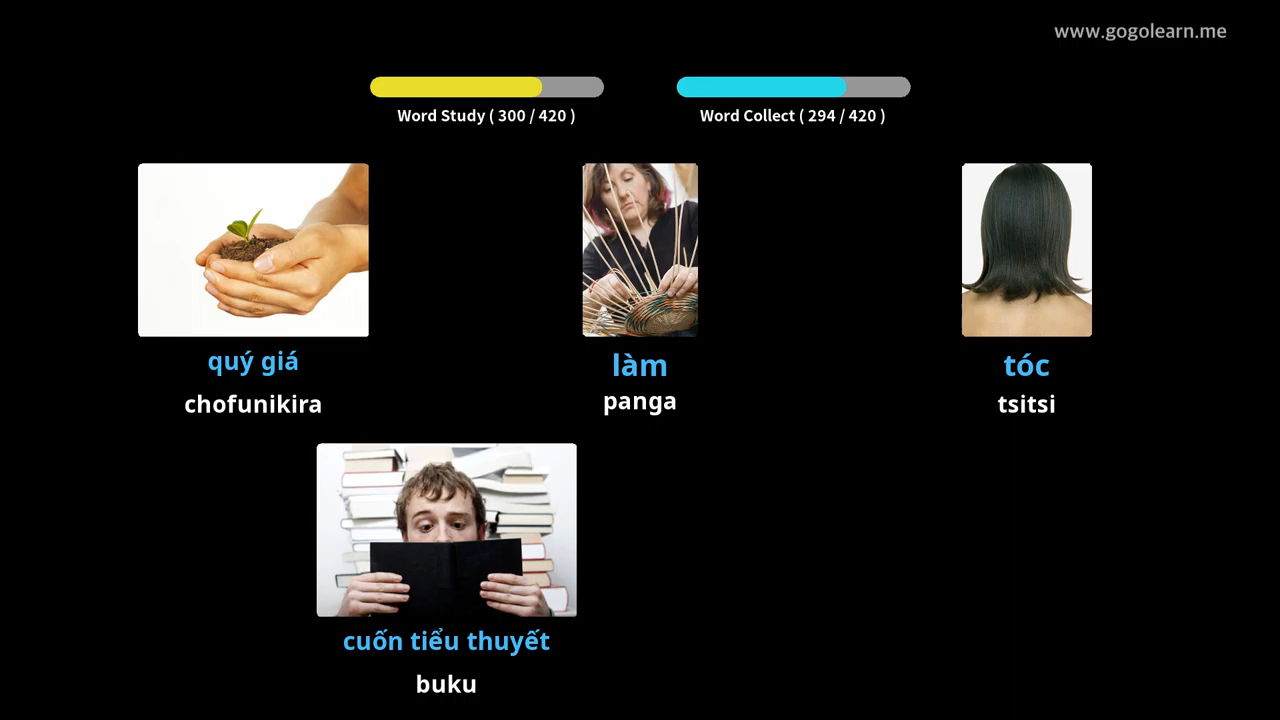 www.gogolearn.me
Word Study ( 300 / 420 )
Word Collect ( 294 / 420 )
quý giá
chofunikira
làm
panga
tóc
tsitsi
cuốn tiểu thuyết
buku